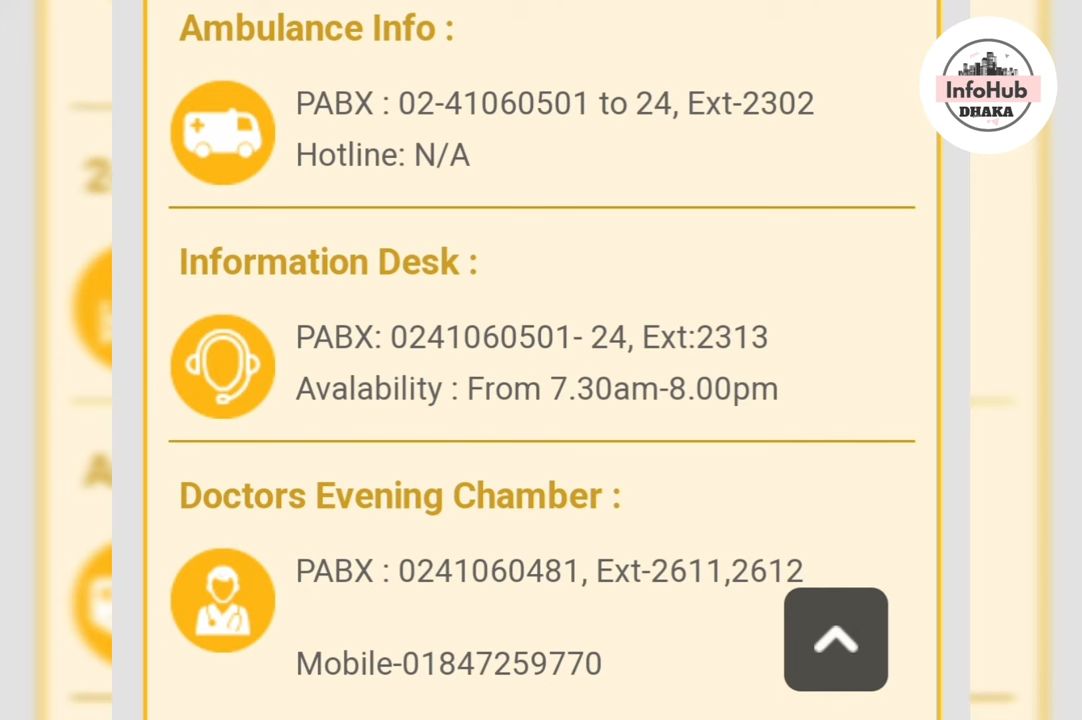 Ambulance Info :
PABX : 02-41060501 to 24, Ext-2302
Hotline: N/A
Information Desk :
PABX: 0241060501- 24, Ext:2313
Avalability : From 7.30am-8.00pm
Doctors Evening Chamber :
PABX : 0241060481, Ext-2611,2612
Mobile-01847259770
InfoHub
DHAKA